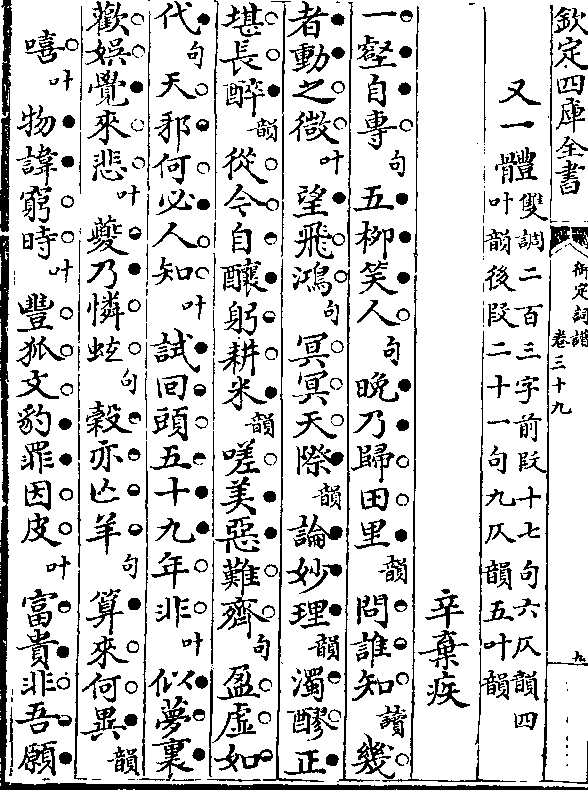 欽定四庫全書
御定詞譜
卷三十九
九
又一體
雙調二百三字前段十七句六仄韻四
叶韻後段二十一句九仄韻五叶韻
辛棄疾
一壑自專句五柳笑人句晚乃歸田里韻問誰知讀幾
者動之微叶望飛鴻句冥冥天際韻論妙理韻濁醪正
堪長醉韻從今自釀躬耕米韻嗟美惡難齊句盈虛如
代句天邪何必人知叶試回頭五十九年非叶似夢裏
歡娛覺來悲叶夔乃憐蚿句穀亦亡羊句算來何異韻
嘻叶物諱窮時叶豐狐文豹罪因皮叶富貴非吾願